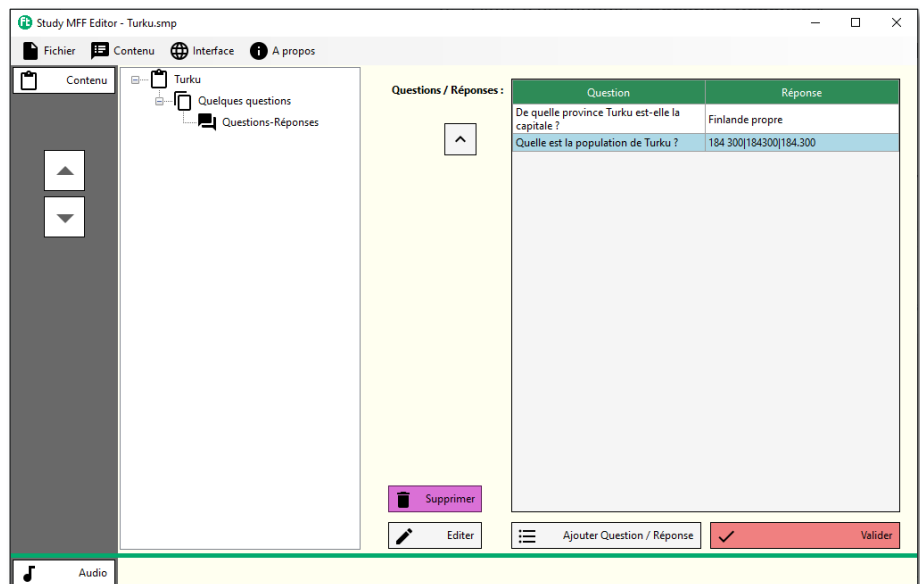 ft Study MFF Editor - Turku.smp
Fichier Contenu Interface A propos
Contenu
Turku
Quelques questions
Questions-Réponses
Questions / Réponses :
Question Réponse
De quelle province Turku est-elle la
capitale ?
Finlande propre
Quelle est la population de Turku ? 184 300|184300|184.300
Supprimer
Editer Ajouter Question / Réponse Valider
Audio